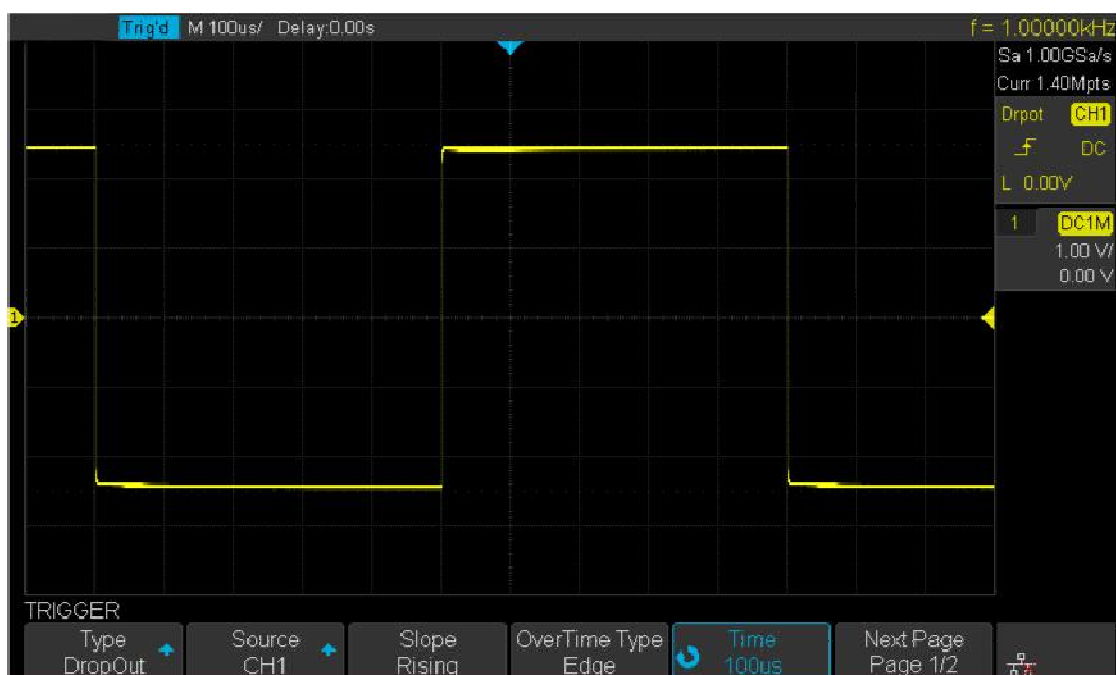 Trig'd M 100us/ Delay:0.00s f = 1.00000kHz
Sa 1.00GSa/s
Curr 1.40Mpts
Drpot CH1
DC
L 0.00V
1 DC1M
1.00 V/
0.00 V
1
TRIGGER
Type Source Slope OverTime Type Time Next Page
DropOut CH1 Rising Edge 100us Page 1/2